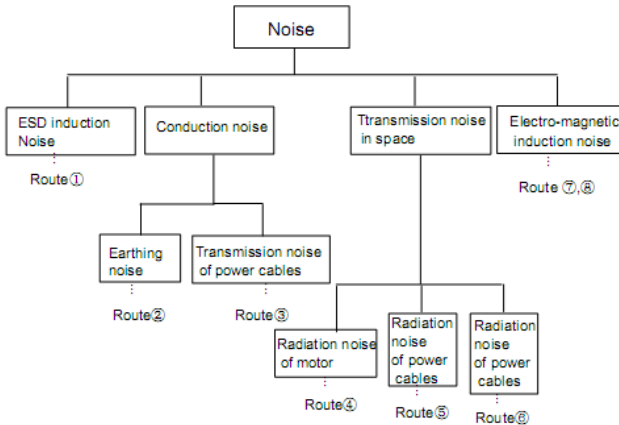 Noise
ESD induction
Noise
Route①
Conduction noise
Ttransmission noise
in space
Electro-magnetic
induction noise
Route ⑦,⑧
Earthing
noise
Route②
Transmission noise
of power cables
Route③
Radiation noise
of motor
Route④
Radiation
noise
of power
cables
Route⑤
Radiation
noise
of power
cables
Route⑥